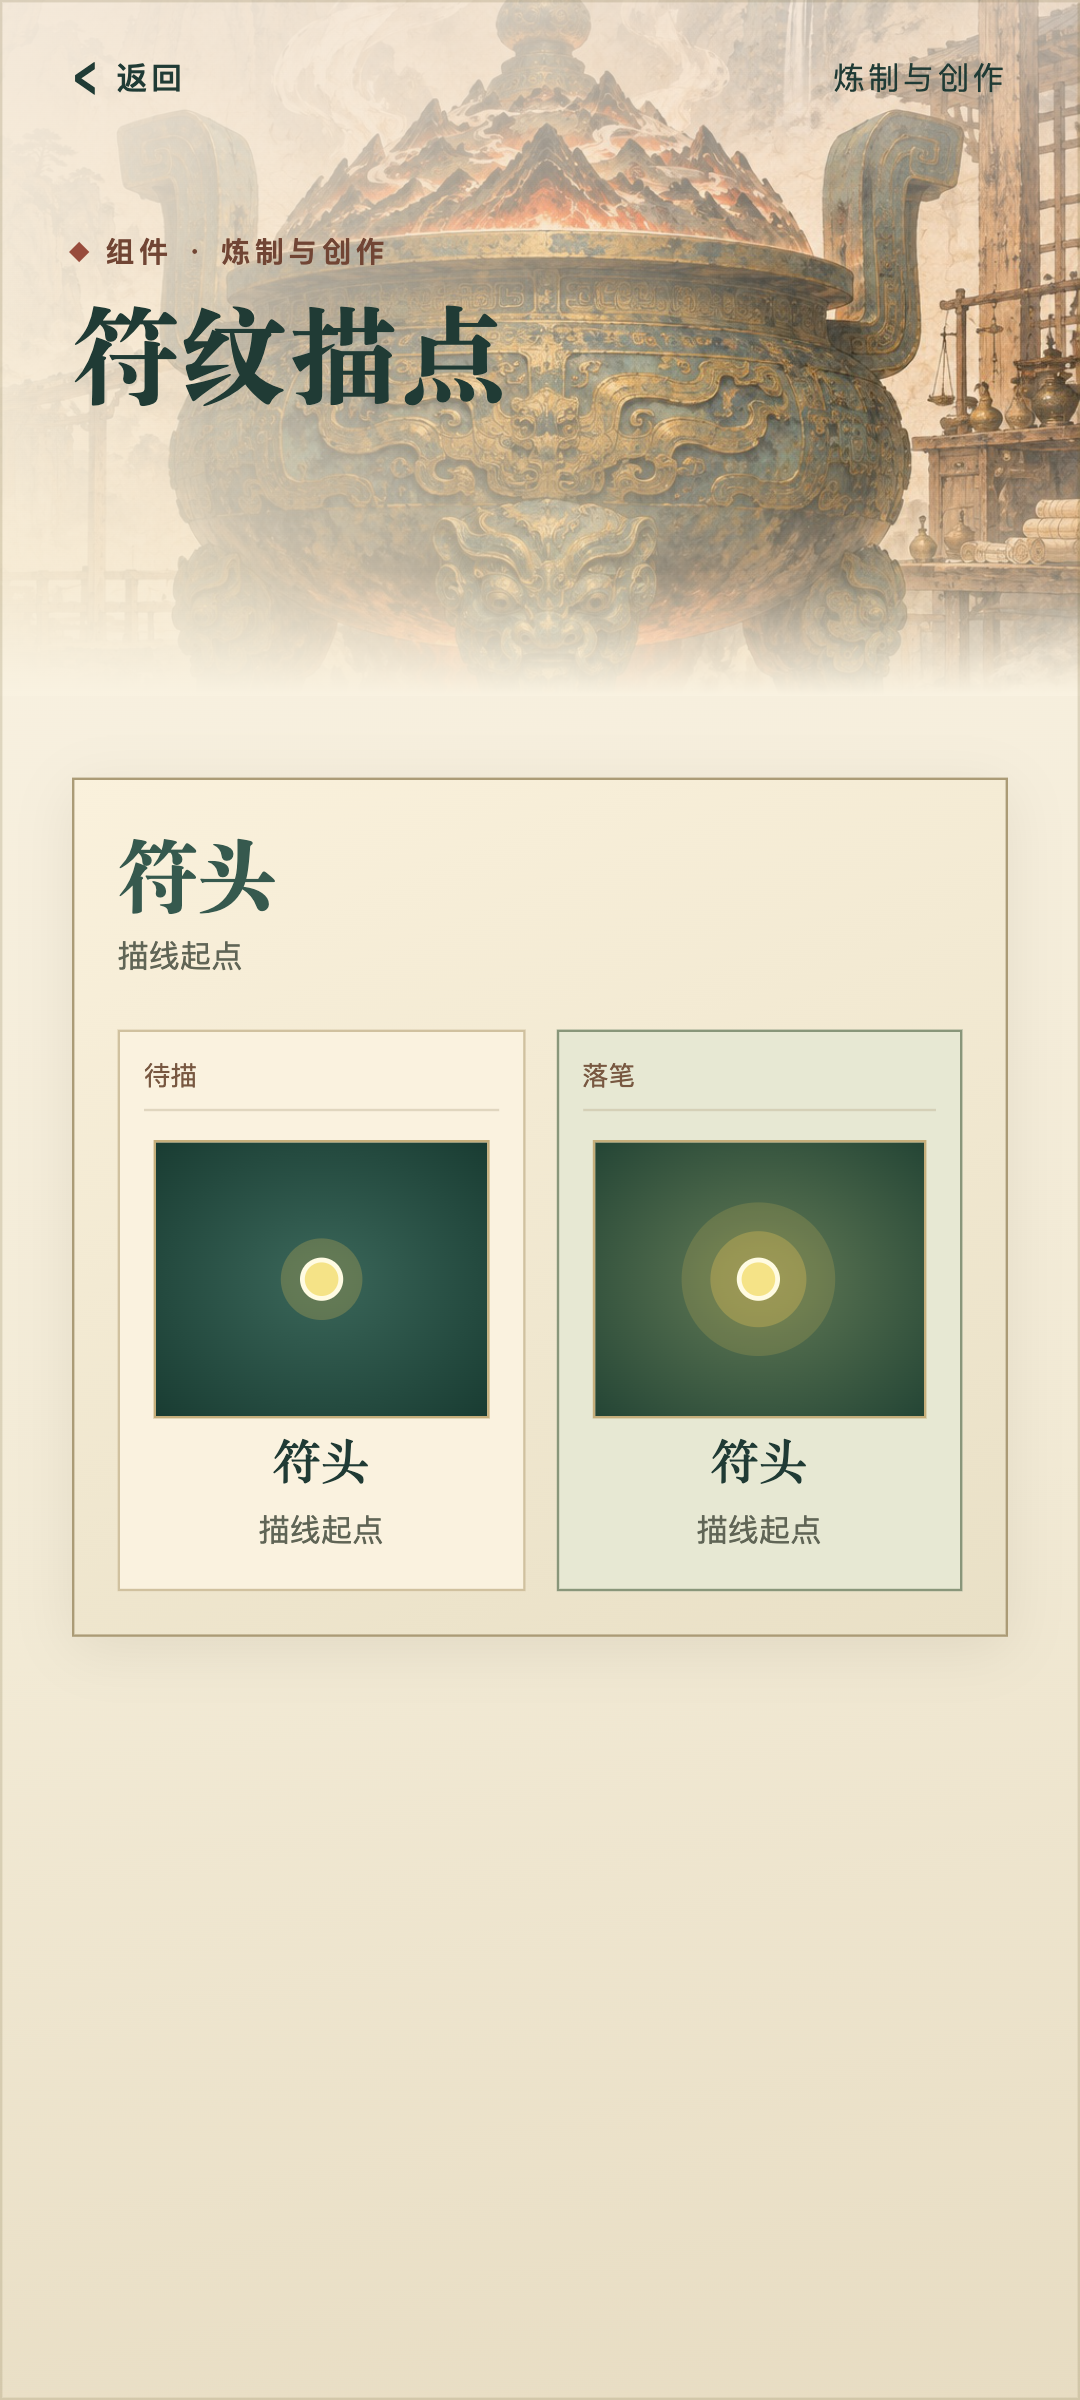 返回
炼制与创作
组件 · 炼制与创作
符纹描点
符头
描线起点
待描
符头
描线起点
落笔
符头
描线起点